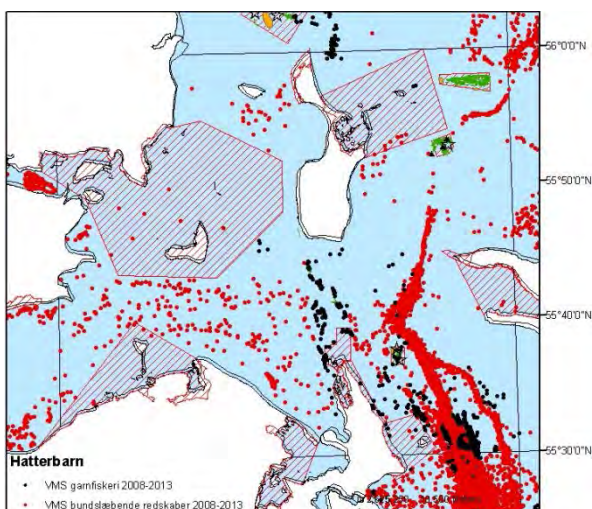 56°0'0"N
55°50'0"N
55°40'0"N
55°30'0"N
Hatterbarn
VMS garnfiskeri 2008-2013
VMS bundslæbende redskaber 2008-2013